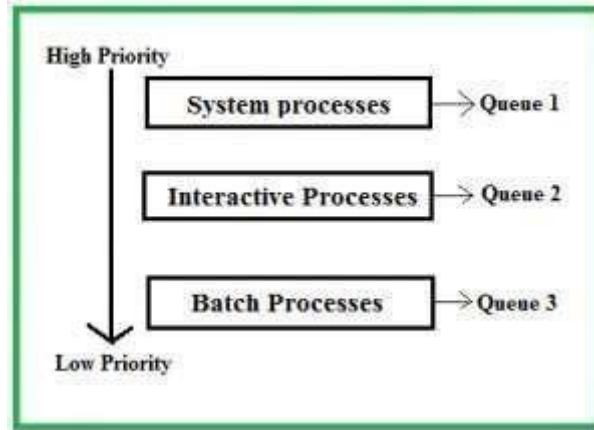 High Priority
System processes
Queue 1
Interactive Processes
Queue 2
Batch Processes
Queue 3
Low Priority